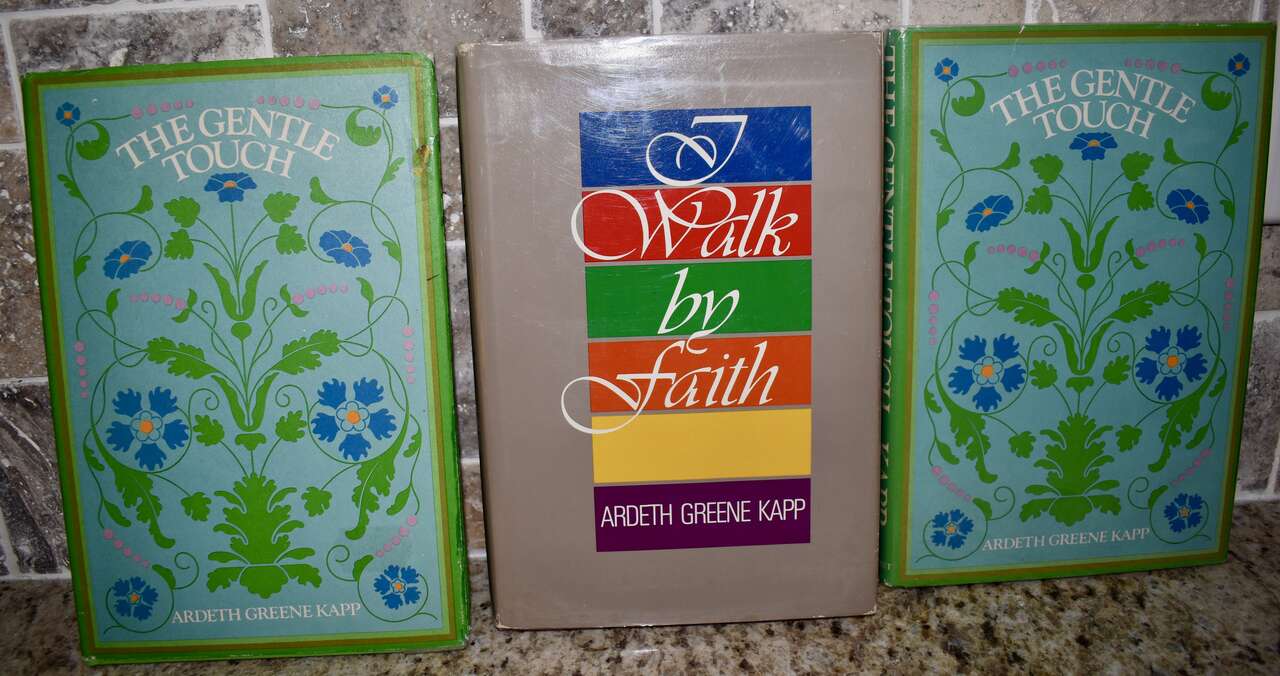 THE GENTLE
TOUCH
ARDETH GREENE KAPP
I
Walk
by
Faith
ARDETH GREENE KAPP
THE GENTLE TOUCH KAPP
THE GENTLE
TOUCH
ARDETH GREENE KAPP